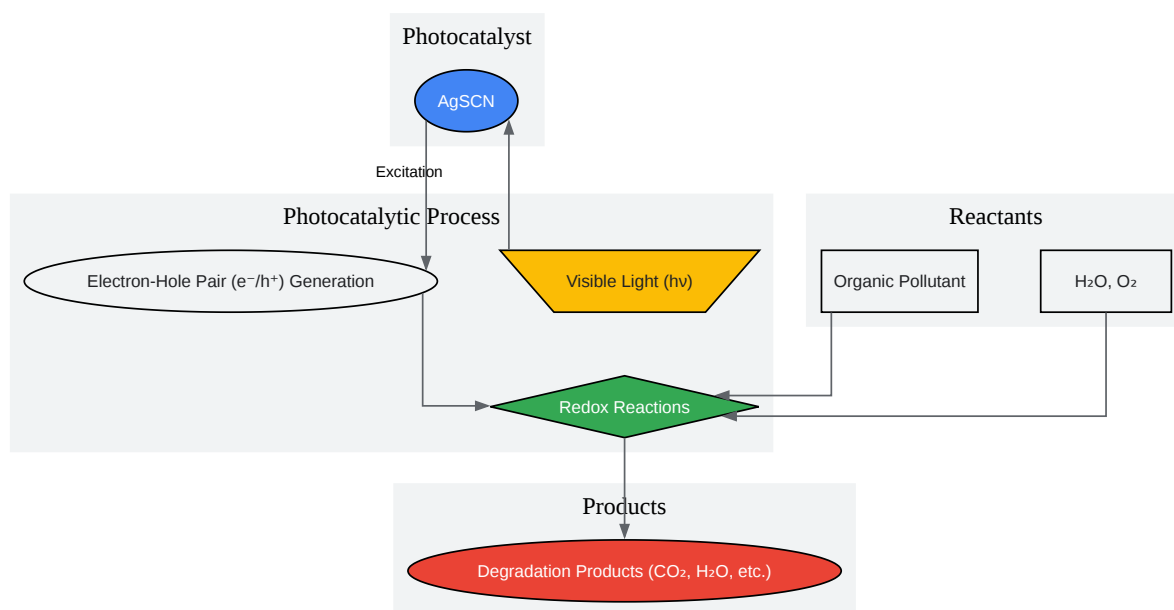 Photocatalyst
AgSCN
Excitation
Photocatalytic Process
Reactants
Electron-Hole Pair (e⁻/h⁺) Generation
Visible Light (hν)
Organic Pollutant
H₂O, O₂
Redox Reactions
Products
Degradation Products (CO₂, H₂O, etc.)